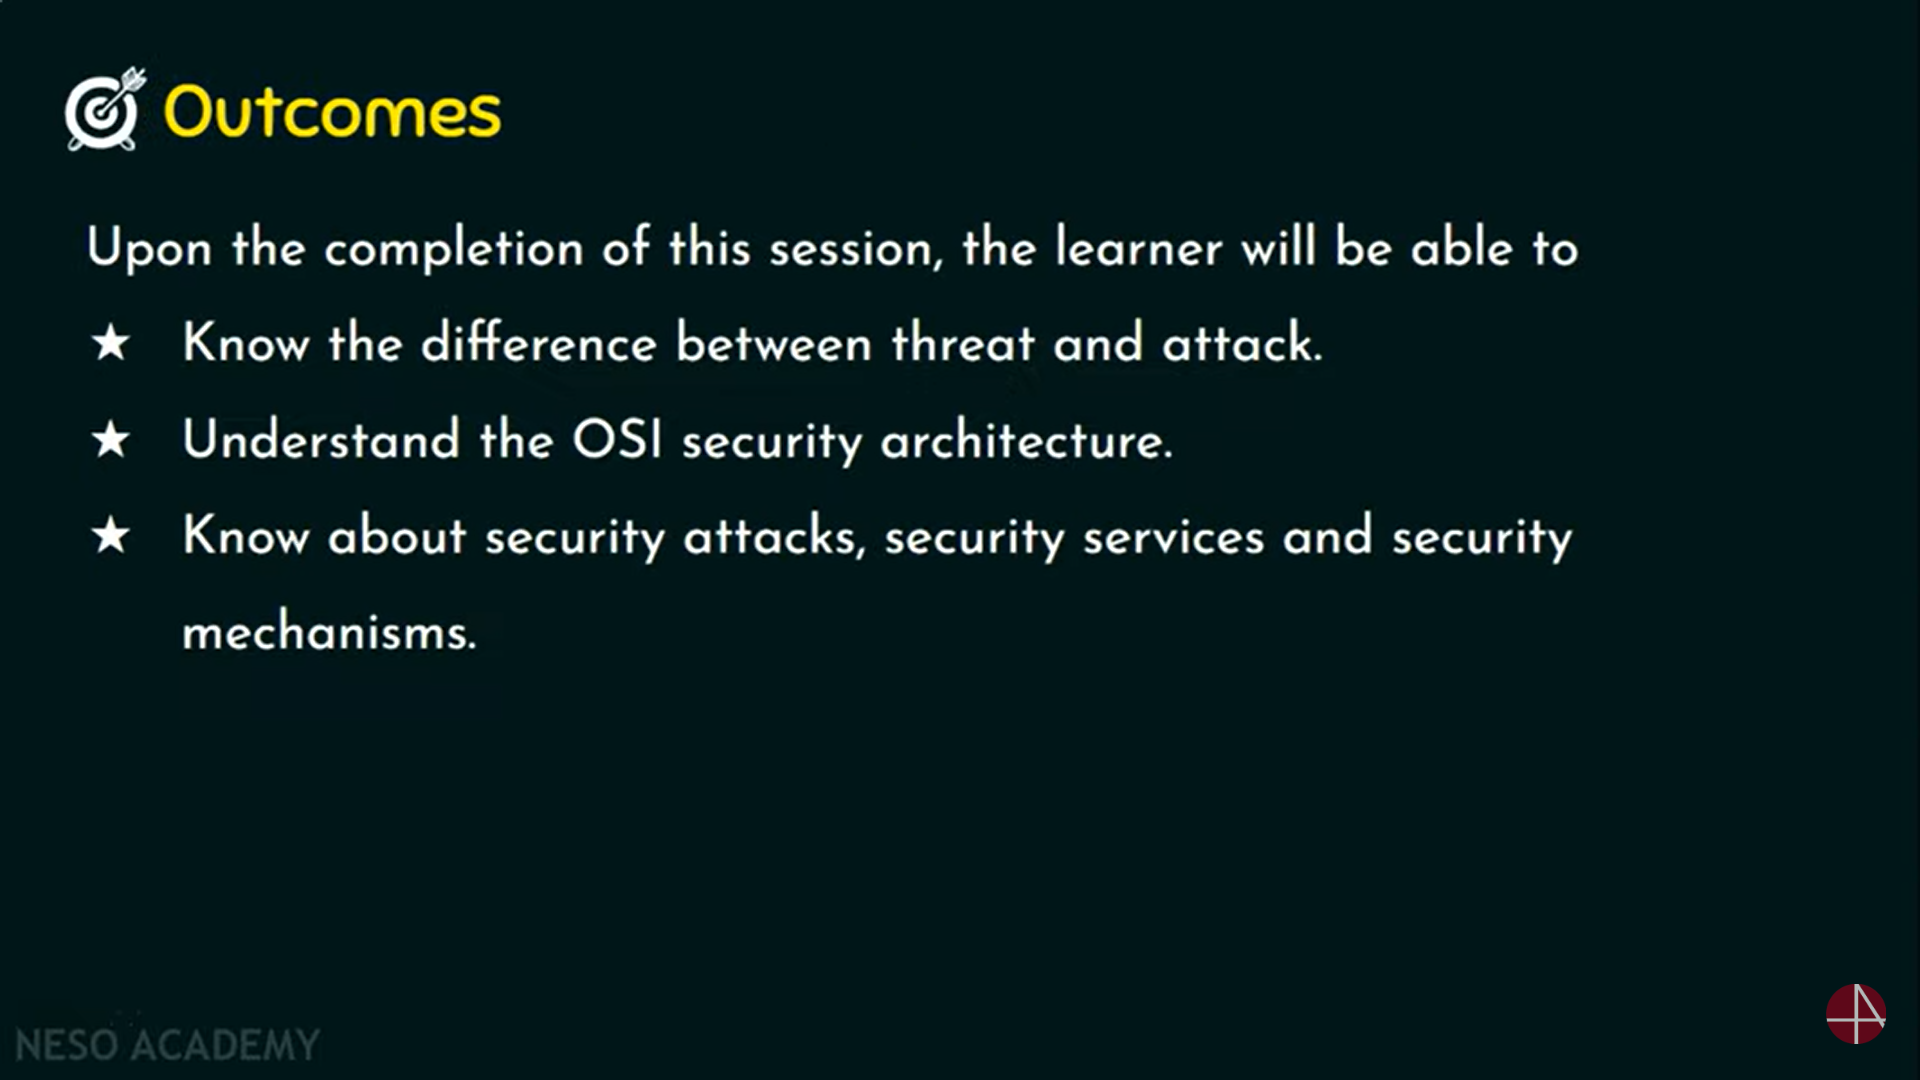 Outcomes
Upon the completion of this session, the learner will be able to
★ Know the difference between threat and attack.
★ Understand the OSI security architecture.
★ Know about security attacks, security services and security
mechanisms.
NESO ACADEMY